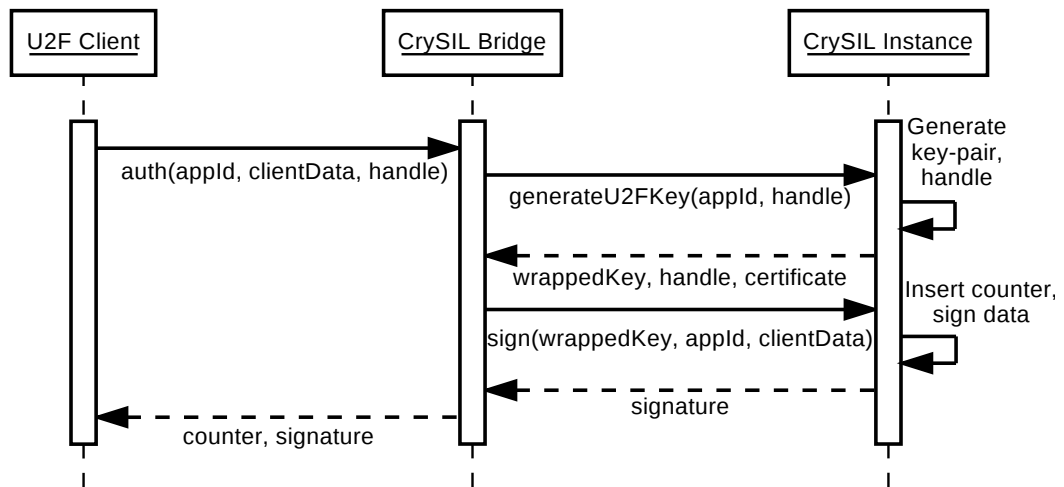 U2F Client
CrySIL Bridge
CrySIL Instance
auth(appId, clientData, handle)
generateU2FKey(appId, handle)
Generate
key-pair,
handle
wrappedKey, handle, certificate
Insert counter,
sign data
sign(wrappedKey, appId, clientData)
signature
counter, signature